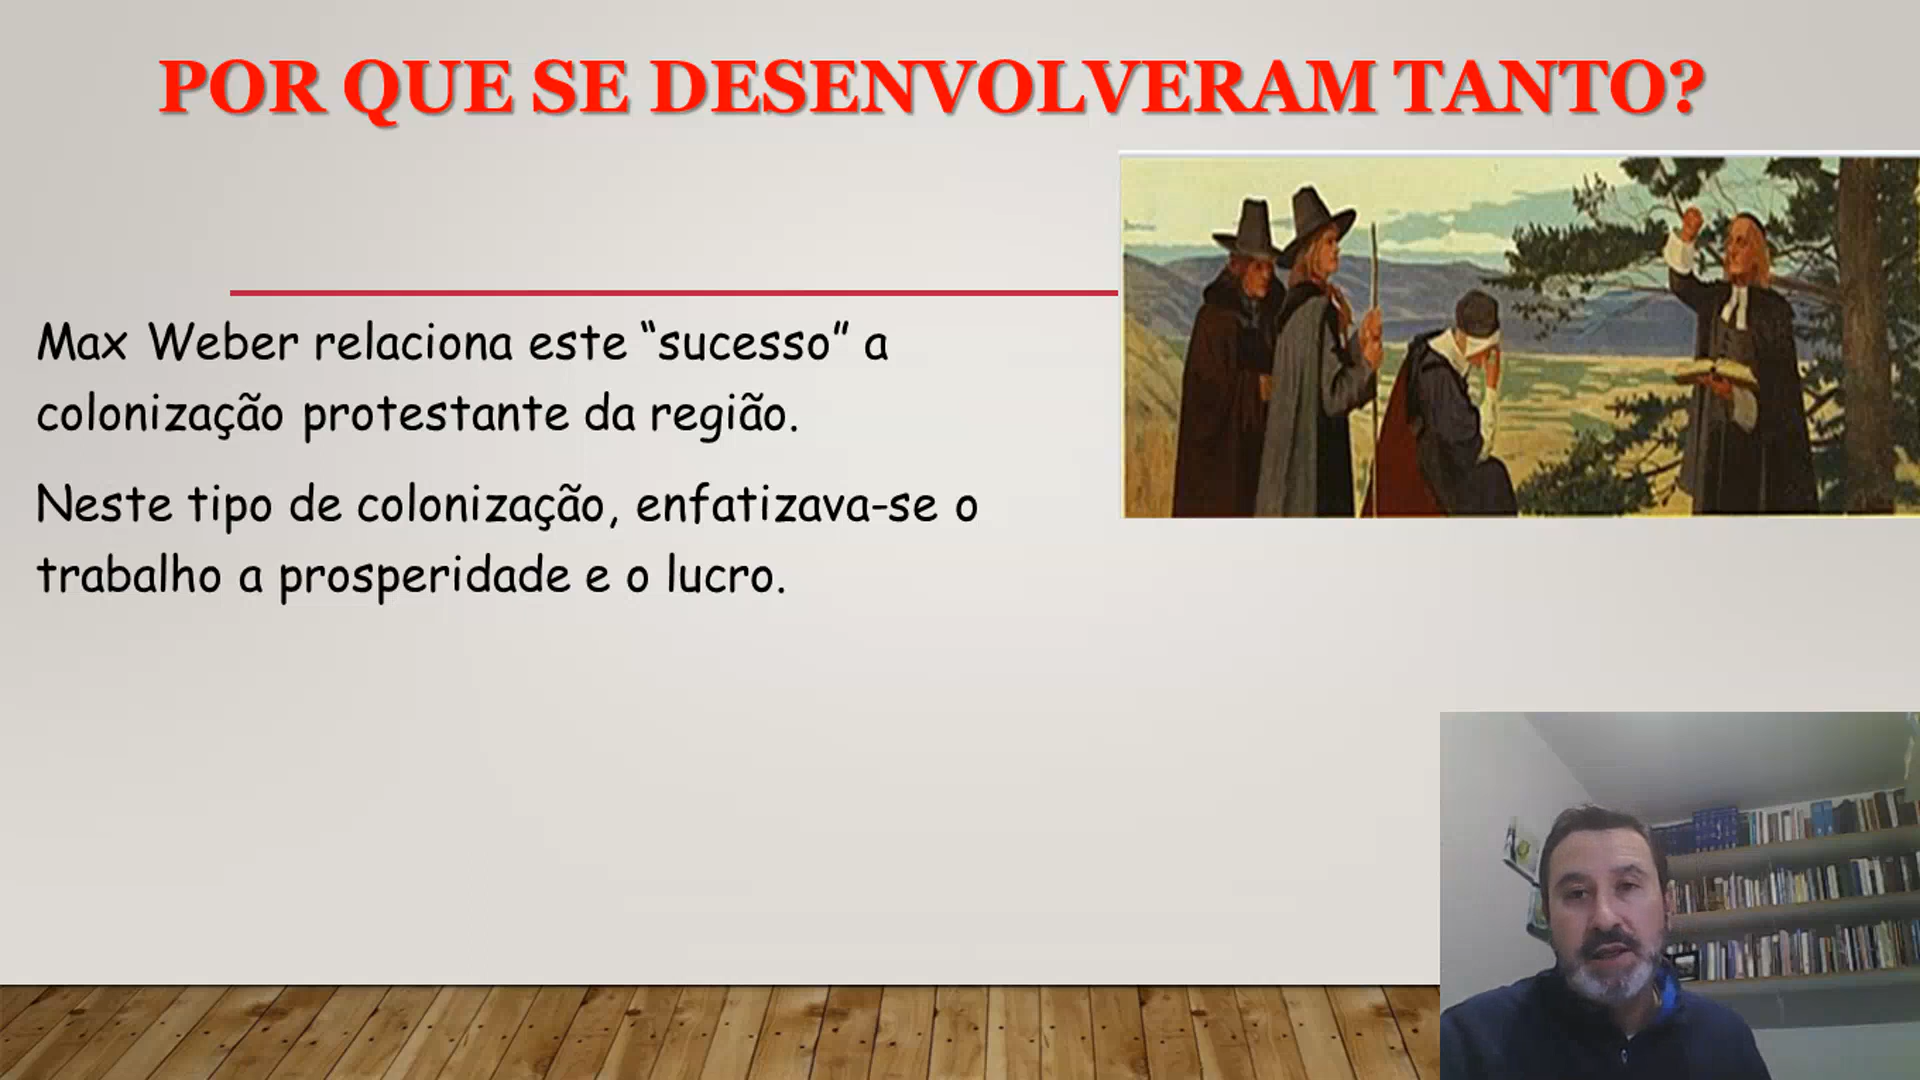 POR QUE SE DESENVOLVERAM TANTO?
Max Weber relaciona este “sucesso” a
colonização protestante da região.
Neste tipo de colonização, enfatizava-se o
trabalho a prosperidade e o lucro.